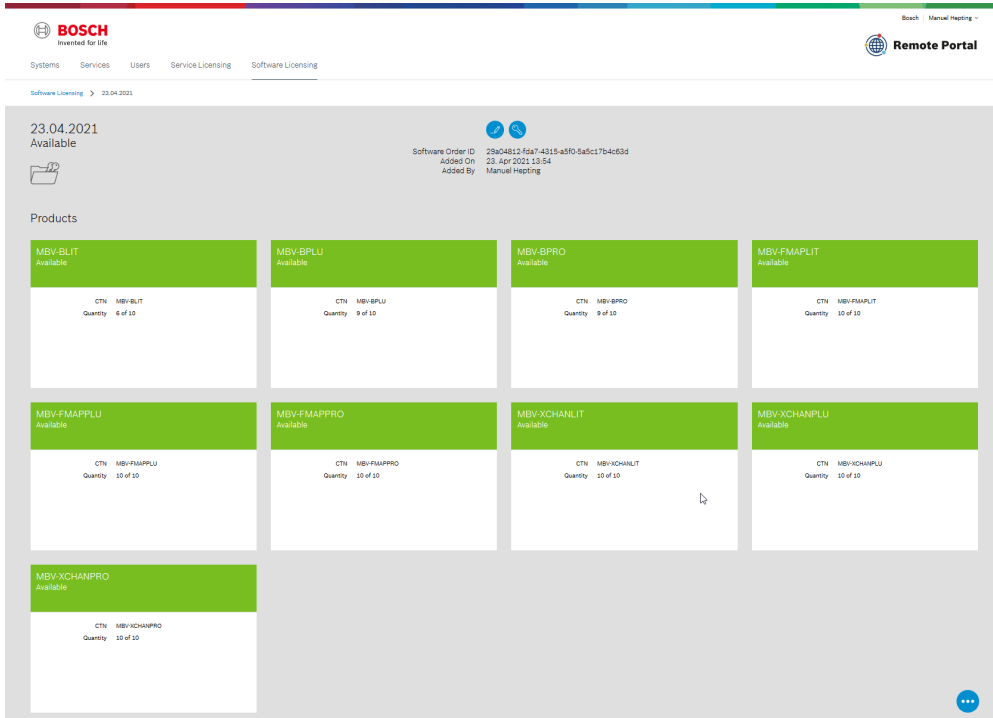 Bosch | Manuel Hepting
BOSCH
Invented for life
Remote Portal
Systems Services Users Service Licensing Software Licensing
Software Licensing > 23.04.2021
23.04.2021
Available
Software Order ID 29a04812-fda7-4315-a5f0-5a5c17b4c63d
Added On 23. Apr 2021 13:54
Added By Manuel Hepting
Products
MBV-BLIT
Available
CTN MBV-BLIT
Quantity 6 of 10
MBV-BPLU
Available
CTN MBV-BPLU
Quantity 9 of 10
MBV-BPRO
Available
CTN MBV-BPRO
Quantity 9 of 10
MBV-FMAPLIT
Available
CTN MBV-FMAPLIT
Quantity 10 of 10
MBV-FMAPPLU
Available
CTN MBV-FMAPPLU
Quantity 10 of 10
MBV-FMAPPRO
Available
CTN MBV-FMAPPRO
Quantity 10 of 10
MBV-XCHANLIT
Available
CTN MBV-XCHANLIT
Quantity 10 of 10
MBV-XCHANPLU
Available
CTN MBV-XCHANPLU
Quantity 10 of 10
MBV-XCHANPRO
Available
CTN MBV-XCHANPRO
Quantity 10 of 10